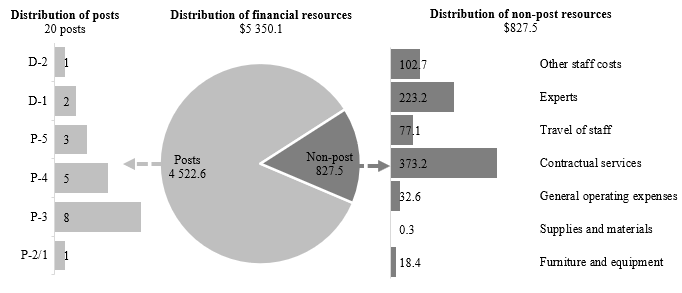 Distribution of posts
20 posts
D-2
1
D-1
2
P-5
3
P-4
5
P-3
8
P-2/1
1
Distribution of financial resources
$5 350.1
Posts
4 522.6
Non-post
827.5
Distribution of non-post resources
$827.5
102.7 Other staff costs
223.2 Experts
77.1 Travel of staff
373.2 Contractual services
32.6 General operating expenses
0.3 Supplies and materials
18.4 Furniture and equipment